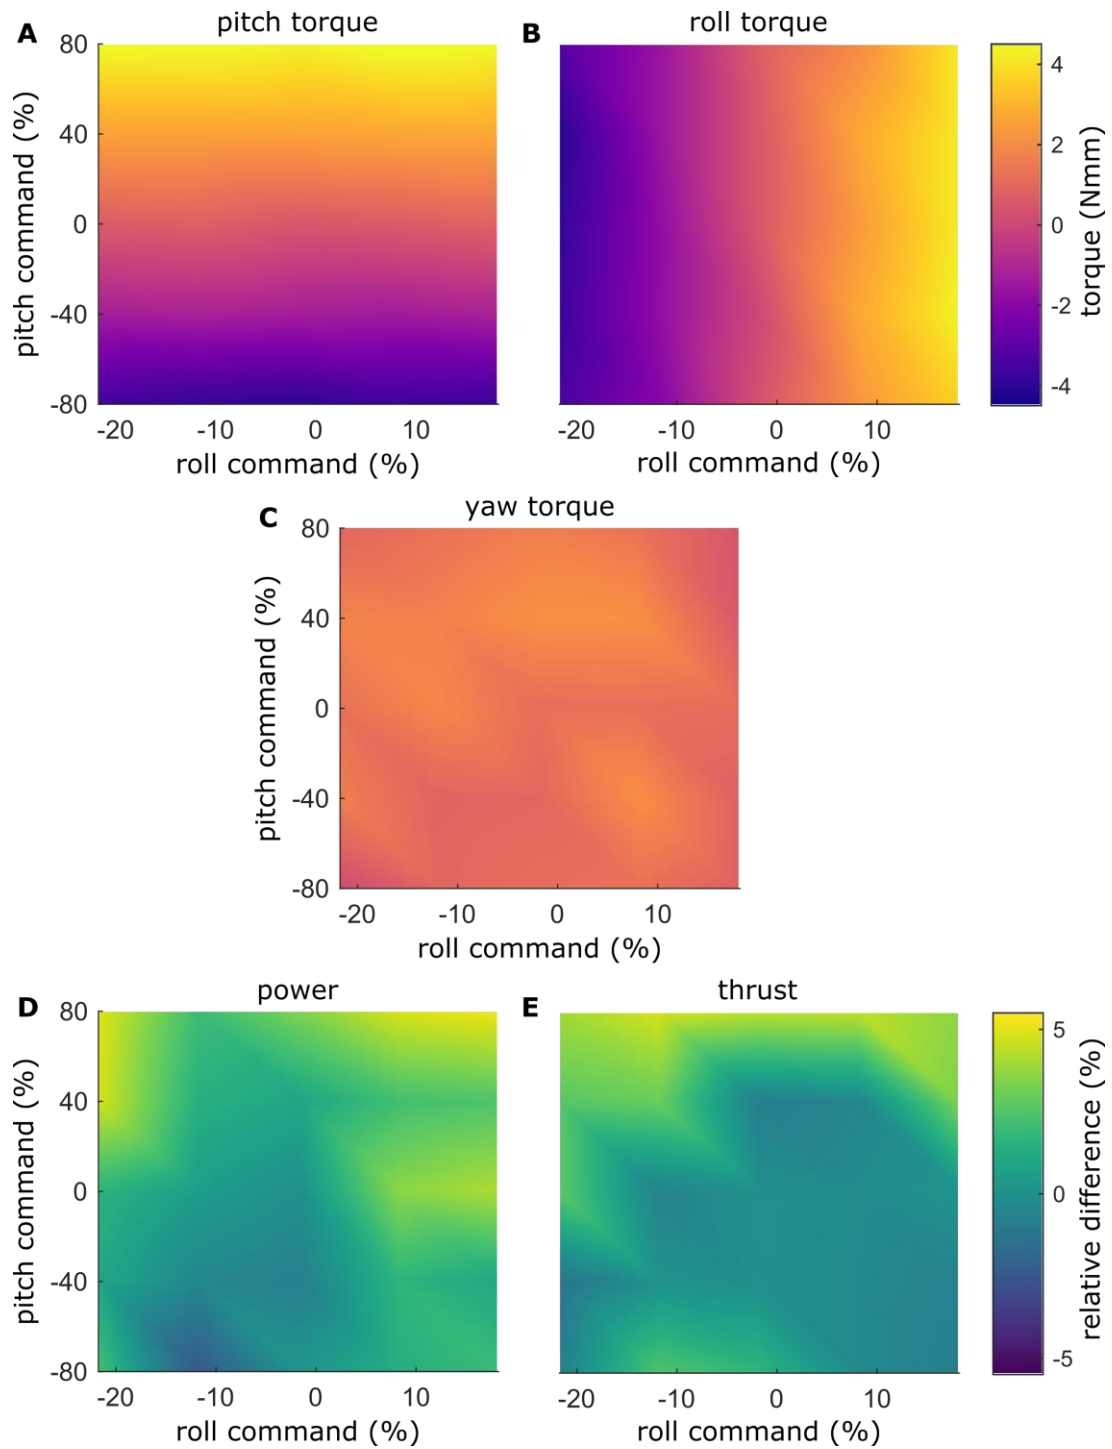 A pitch torque
B roll torque
pitch command (%)
80
40
0
-40
-80
-20 -10 0 10
roll command (%)
-20 -10 0 10
roll command (%)
4
2
0
-2
-4
torque (Nmm)
C yaw torque
pitch command (%)
80
40
0
-40
-80
-20 -10 0 10
roll command (%)
D power
E thrust
pitch command (%)
80
40
0
-40
-80
-20 -10 0 10
roll command (%)
-20 -10 0 10
roll command (%)
5
0
-5
relative difference (%)